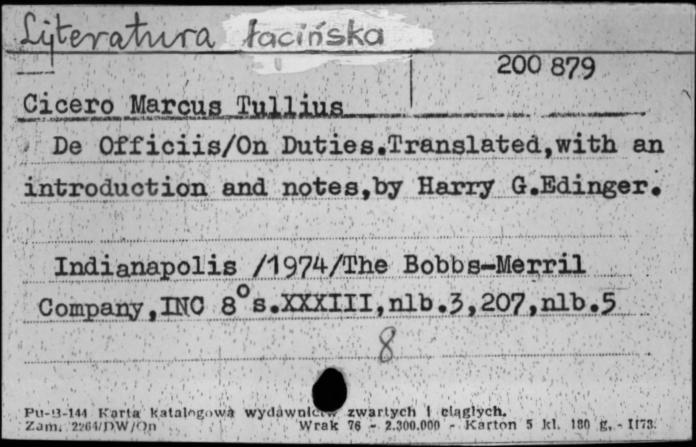 Literatura łacińska
200 879
Cicero Marcus Tullius
De Officiis/On Duties.Translated,with an
introduction and notes,by Harry G.Edinger.
Indianapolis /1974/The Bobbs-Merril
Company,INC 8° s.XXXIII,nlb.3,207,nlb.5
8
Pu-B-144 Karta katalogowa wydawnictw zwartych i ciągłych.
Zam. 2264/DW/On Wrak 76 - 2.300.000 - Karton 5 kl. 180 g. - 1173.